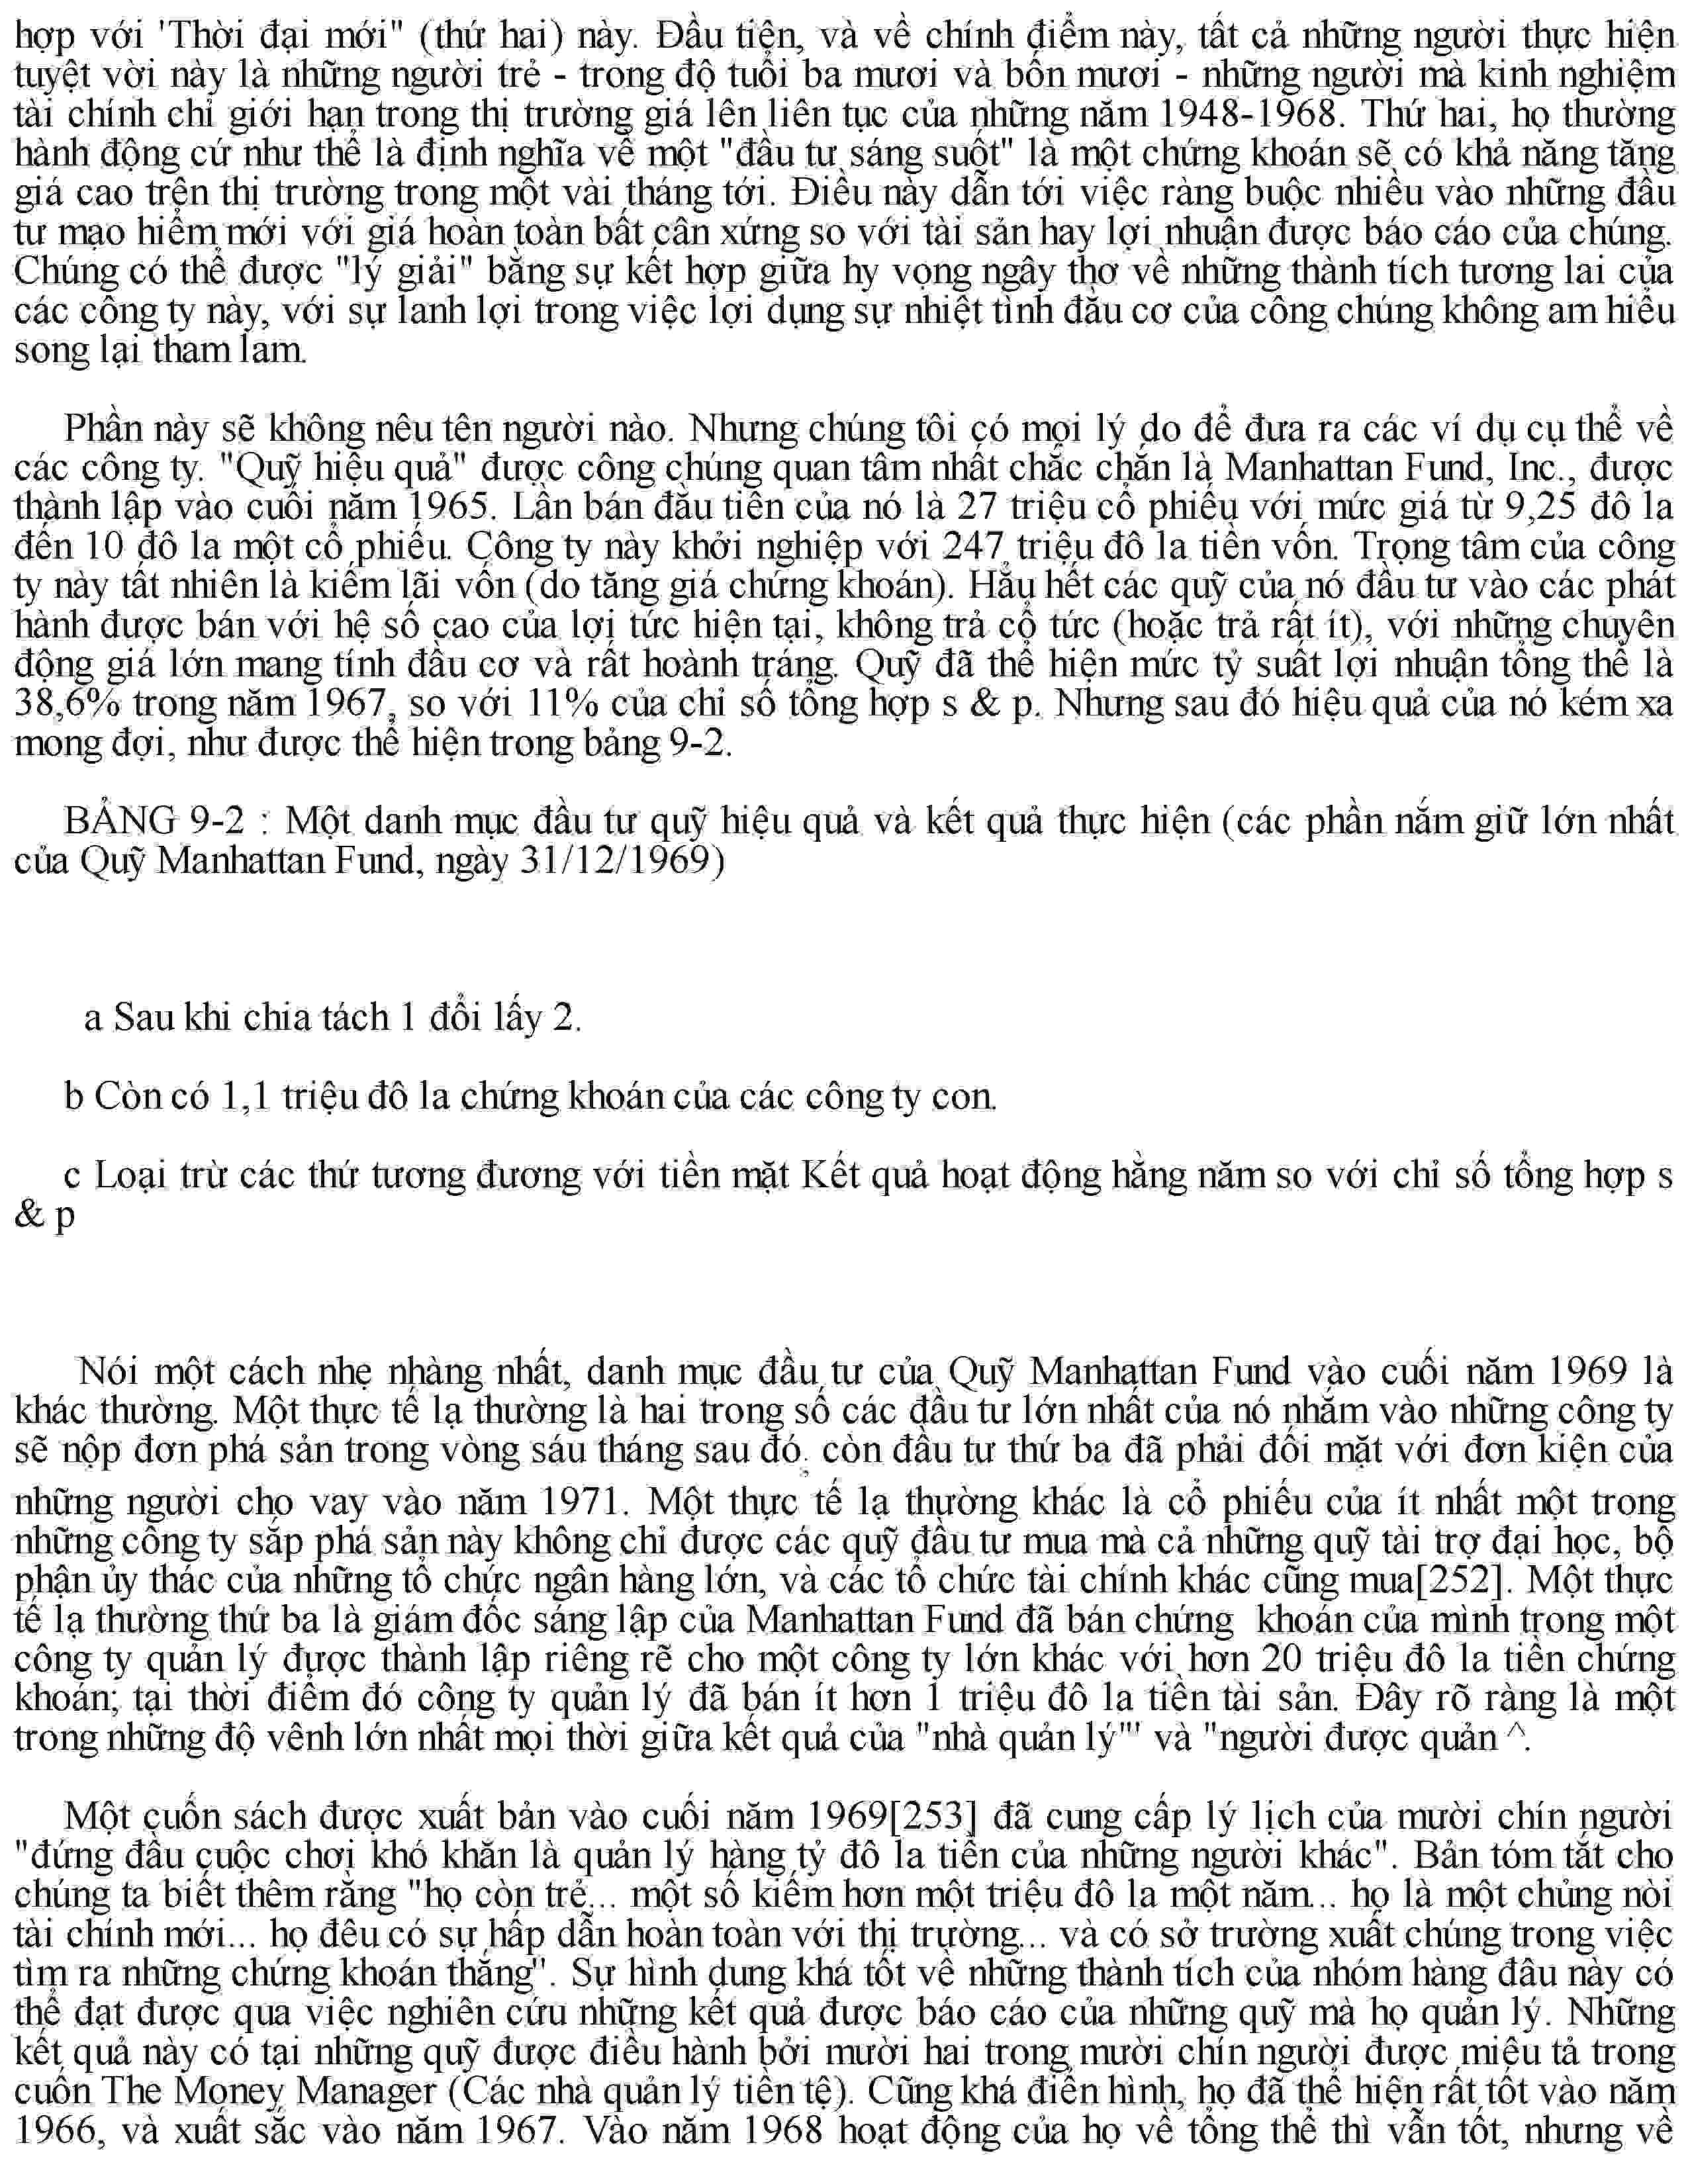 hợp với 'Thời đại mới" (thứ hai) này. Đầu tiện, và về chính điểm này, tất cả những người thực hiện
tuyệt vời này là những người trẻ - trong độ tuổi ba mươi và bốn mươi - những người mà kinh nghiệm
tài chính chỉ giới hạn trong thị trường giá lên liên tục của những năm 1948-1968. Thứ hai, họ thường
hành động cứ như thể là định nghĩa về một "đầu tư sáng suốt" là một chứng khoán sẽ có khả năng tăng
giá cao trện thị trường trong một vài tháng tới. Điều này dẫn tới việc ràng buộc nhiều vào những đầu
tư mạo hiểm mới với giá hoàn toàn bất cân xứng so với tài sản hay lợi nhuận được báo cáo của chúng.
Chúng có thể được "lý giải" bằng sự kết hợp giữa hy vọng ngây thơ về những thành tích tương lai của
các công ty này, với sự lanh lợi trong việc lợi dụng sự nhiệt tình đầu cơ của công chúng không am hiểu
song lại tham lam.
Phần này sẽ không nêu tên người nào. Nhưng chúng tôi có mọi lý do để đưa ra các ví dụ cụ thể về
các công ty. "Quỹ hiệu quả" được công chúng quan tâm nhất chắc chắn là Manhattan Fund, Inc., được
thành lập vào cuối năm 1965. Lần bán đầu tiên của nó là 27 triệu cổ phiếu với mức giá từ 9,25 đô la
đến 10 đô la một cổ phiếu. Công ty này khởi nghiệp với 247 triệu đô la tiền vốn. Trọng tâm của công
ty này tất nhiên là kiếm lãi vốn (do tăng giá chứng khoán). Hầu hết các quỹ của nó đầu tư vào các phát
hành được bán với hệ số cao của lợi tức hiện tại, không trả cổ tức (hoặc trả rất ít), với những chuyên
động giá lớn mang tính đầu cơ và rất hoành tráng. Quỹ đã thể hiện mức tỷ suất lợi nhuận tổng thể là
38,6% trong năm 1967, so với 11% của chỉ số tổng hợp s & p. Nhưng sau đó hiệu quả của nó kém xa
mong đợi, như được thể hiện trong bảng 9-2.
BẢNG 9-2 : Một danh mục đầu tư quỹ hiệu quả và kết quả thực hiện (các phần nắm giữ lớn nhất
của Quỹ Manhattan Fund, ngày 31/12/1969)
a Sau khi chia tách 1 đổi lấy 2.
b Còn có 1,1 triệu đô la chứng khoán của các công ty con.
c Loại trừ các thứ tương đương với tiền mặt Kết quả hoạt động hằng năm so với chỉ số tổng hợp s
& p
Nói một cách nhẹ nhàng nhất, danh mục đầu tư của Quỹ Manhattan Fund vào cuối năm 1969 là
khác thường. Một thực tế lạ thường là hai trong số các đầu tư lớn nhất của nó nhắm vào những công ty
sẽ nộp đơn phá sản trong vòng sáu tháng sau đó; còn đầu tư thứ ba đã phải đối mặt với đơn kiện của
những người cho vay vào năm 1971. Một thực tế lạ thường khác là cổ phiếu của ít nhất một trong
những công ty sắp phá sản này không chỉ được các quỹ đầu tư mua mà cả những quỹ tài trợ đại học, bộ
phận ủy thác của những tổ chức ngân hàng lớn, và các tổ chức tài chính khác cũng mua[252]. Một thực
tế lạ thường thứ ba là giám đốc sáng lập của Manhattan Fund đã bán chứng khoán của mình trong một
công ty quản lý được thành lập riêng rẽ cho một công ty lớn khác với hơn 20 triệu đô la tiền chứng
khoán; tại thời điểm đó công ty quản lý đã bán ít hơn 1 triệu đô la tiền tài sản. Đây rõ ràng là một
trong những độ vênh lớn nhất mọi thời giữa kết quả của "nhà quản lý"' và "người được quản ^.
Một cuốn sách được xuất bản vào cuối năm 1969[253] đã cung cấp lý lịch của mười chín người
"đứng đầu cuộc chơi khó khăn là quản lý hàng tỷ đô la tiền của những người khác". Bản tóm tắt cho
chúng ta biết thêm rằng "họ còn trẻ... một số kiếm hơn một triệu đô la một năm... họ là một chủng nòi
tài chính mới... họ đêu có sự hấp dẫn hoàn toàn với thị trường... và có sở trường xuất chúng trong việc
tìm ra những chứng khoán thắng". Sự hình dung khá tốt về những thành tích của nhóm hàng đâu này có
thể đạt được qua việc nghiên cứu những kết quả được báo cáo của những quỹ mà họ quản lý. Những
kết quả này có tại những quỹ được điều hành bởi mười hai trong mười chín người được miệu tả trong
cuốn The Money Manager (Các nhà quản lý tiền tệ). Cũng khá điển hình, họ đã thể hiện rất tốt vào năm
1966, và xuất sắc vào năm 1967. Vào năm 1968 hoạt động của họ về tổng thể thì vẫn tốt, nhưng về